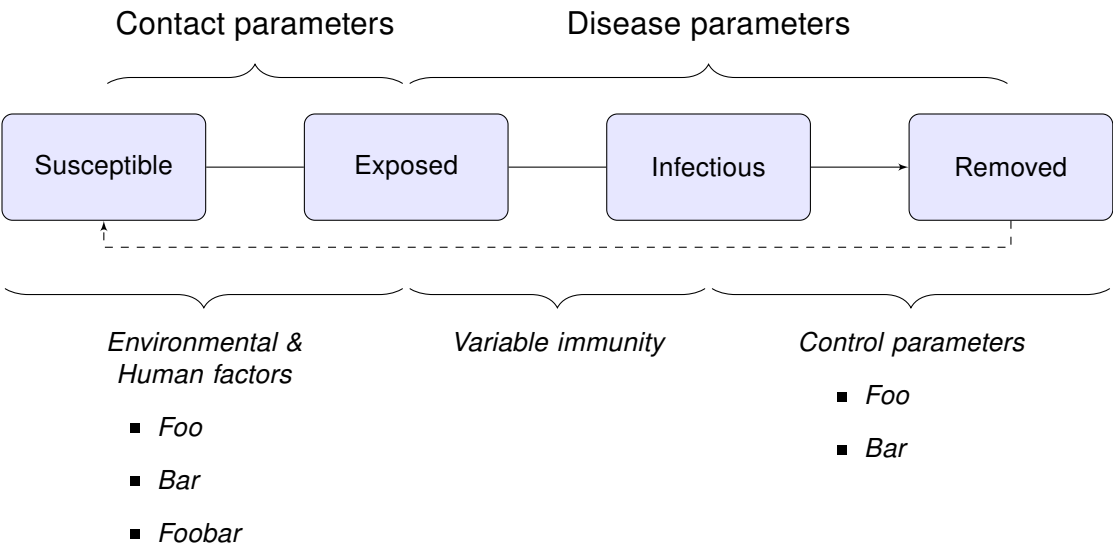 Contact parameters
Disease parameters
Susceptible
Exposed
Infectious
Removed
Environmental &
Human factors
■ Foo
■ Bar
■ Foobar
Variable immunity
Control parameters
■ Foo
■ Bar